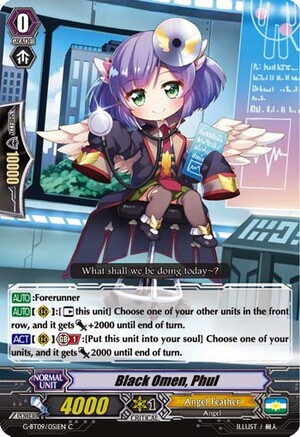 0
GRADE
10000
SHIELD
What shall we be doing today~?
AUTO :Forerunner
AUTO :[this unit] Choose one of your other units in the front
row, and it gets +2000 until end of turn.
ACT GB 1 :[Put this unit into your soul] Choose one of your
units, and it gets +2000 until end of turn.
NORMAL UNIT
Black Omen, Phul
POWER 4000
1 CRITICAL
Angel Feather
Angel
G-BT09/051EN C
ILLUST /